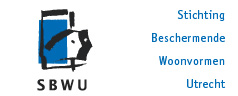 SBWU
Stichting
Beschermende
Woonvormen
Utrecht